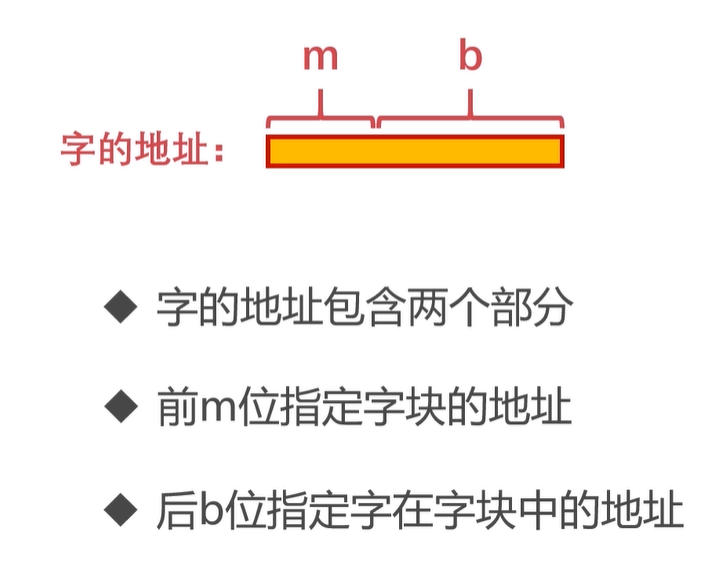 m b
字的地址：
◆ 字的地址包含两个部分
◆ 前m位指定字块的地址
◆ 后b位指定字在字块中的地址